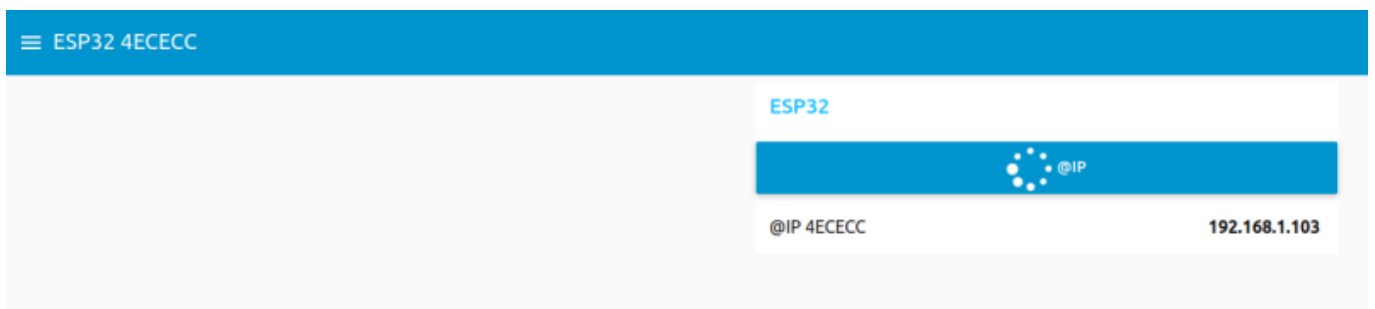 ESP32 4ECECC
ESP32
@IP
@IP 4ECECC 192.168.1.103